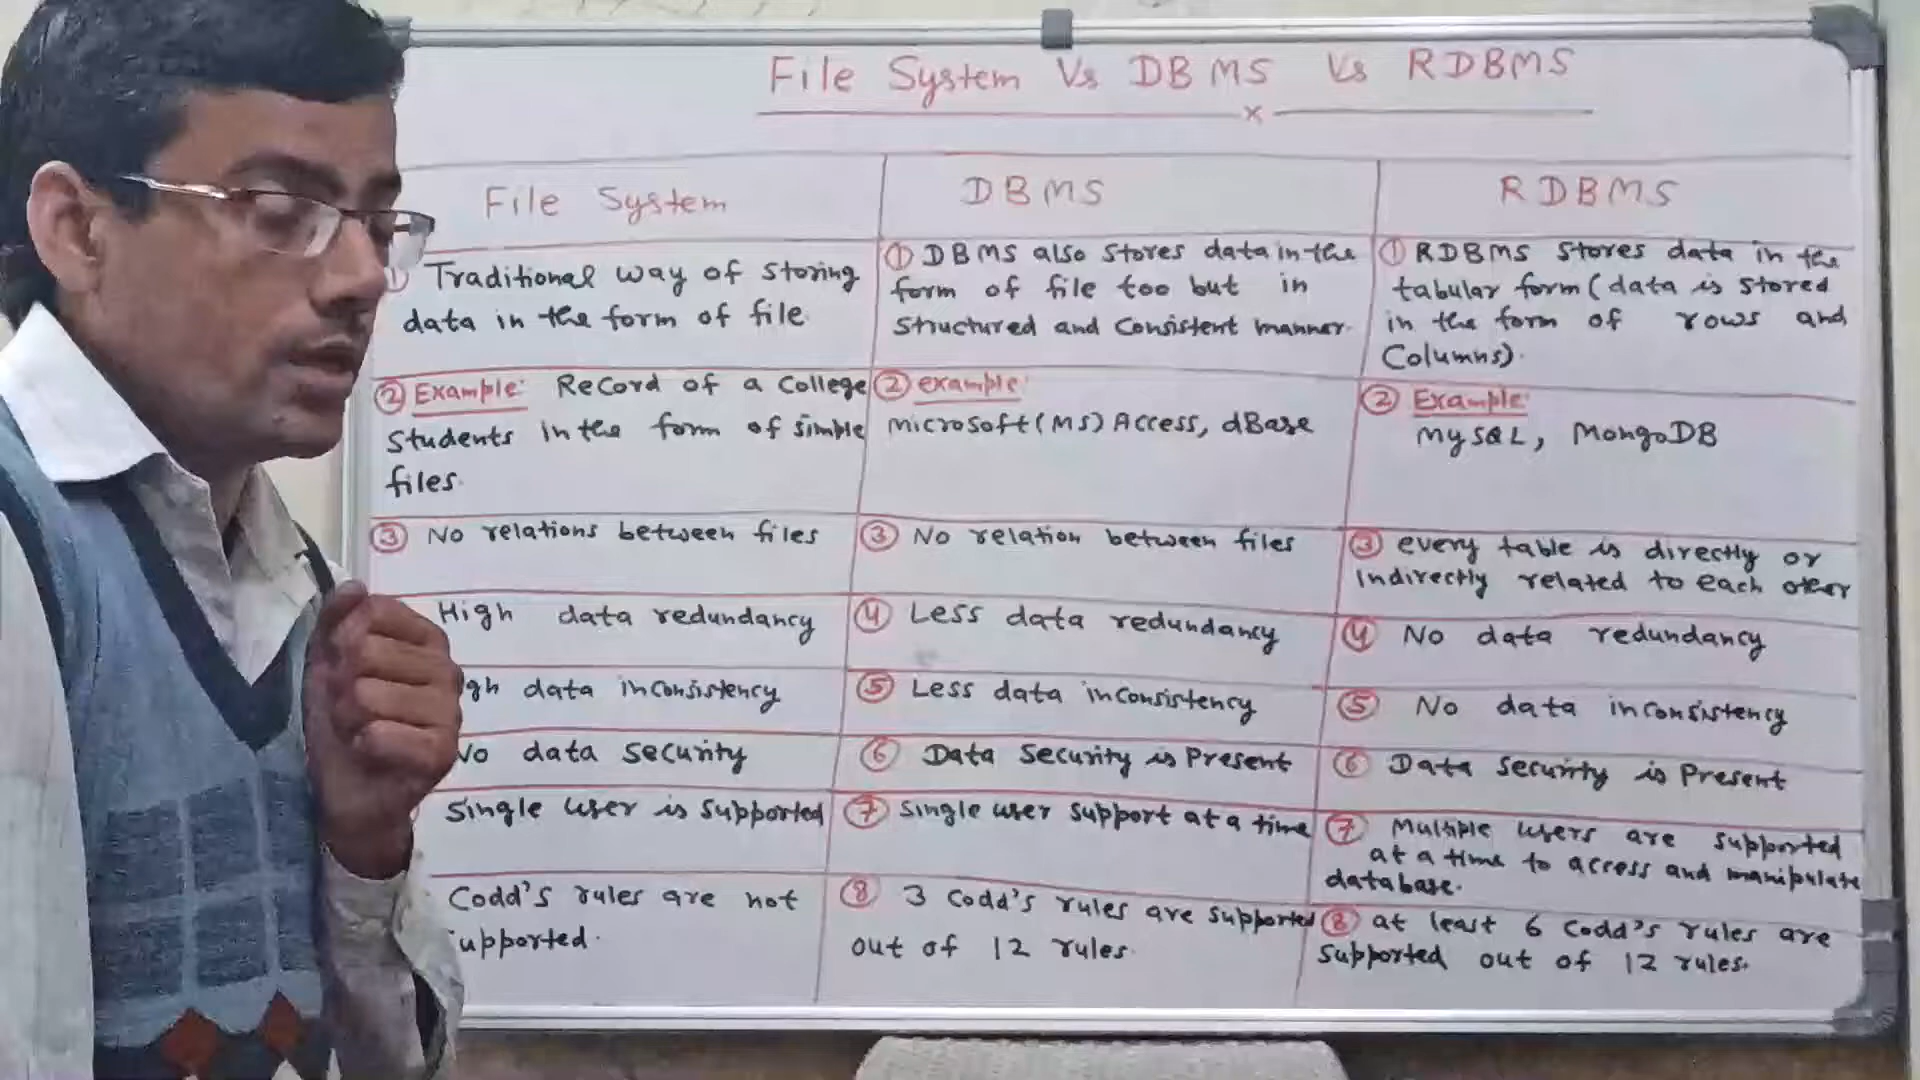 File System Vs DBMS Vs RDBMS
x
File System
DBMS
RDBMS
① Traditional way of storing
data in the form of file.
① DBMS also stores data in the
form of file too but in
structured and consistent manner.
① RDBMS stores data in the
tabular form (data is stored
in the form of rows and
Columns).
② Example: Record of a College
students in the form of simple
files.
② example:
Microsoft (MS) Access, dBase
② Example:
MySQL, MongoDB
③ No relations between files
③ No relation between files
③ every table is directly or
indirectly related to each other
High data redundancy
④ Less data redundancy
④ No data redundancy
gh data inconsistency
⑤ Less data inconsistency
⑤ No data inconsistency
No data security
⑥ Data Security is Present
⑥ Data security is Present
Single user is supported
⑦ Single user support at a time
⑦ Multiple users are supported
at a time to access and manipulate
database.
Codd's rules are not
upported.
⑧ 3 Codd's rules are supported
out of 12 rules.
⑧ at least 6 Codd's rules are
supported out of 12 rules.